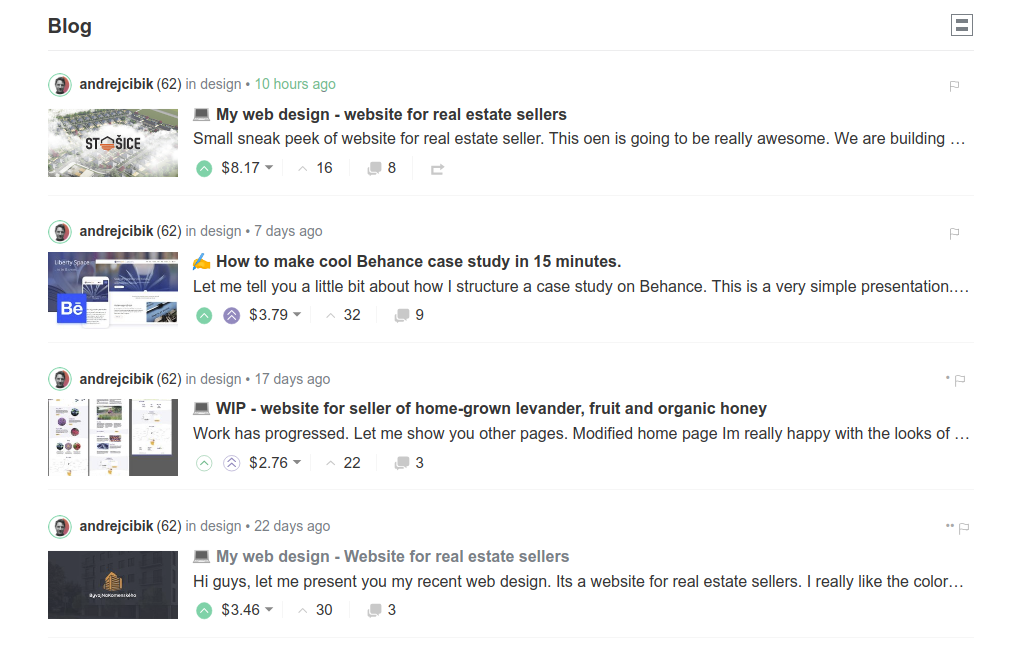 Blog
andrejcibik (62) in design • 10 hours ago
STOŠICE
💻 My web design - website for real estate sellers
Small sneak peek of website for real estate seller. This oen is going to be really awesome. We are building …
$8.17 16 8
andrejcibik (62) in design • 7 days ago
Liberty Space
Bē
✍ How to make cool Behance case study in 15 minutes.
Let me tell you a little bit about how I structure a case study on Behance. This is a very simple presentation.…
$3.79 32 9
andrejcibik (62) in design • 17 days ago
💻 WIP - website for seller of home-grown levander, fruit and organic honey
Work has progressed. Let me show you other pages. Modified home page Im really happy with the looks of …
$2.76 22 3
andrejcibik (62) in design • 22 days ago
BývajNaKomenského
💻 My web design - Website for real estate sellers
Hi guys, let me present you my recent web design. Its a website for real estate sellers. I really like the color…
$3.46 30 3